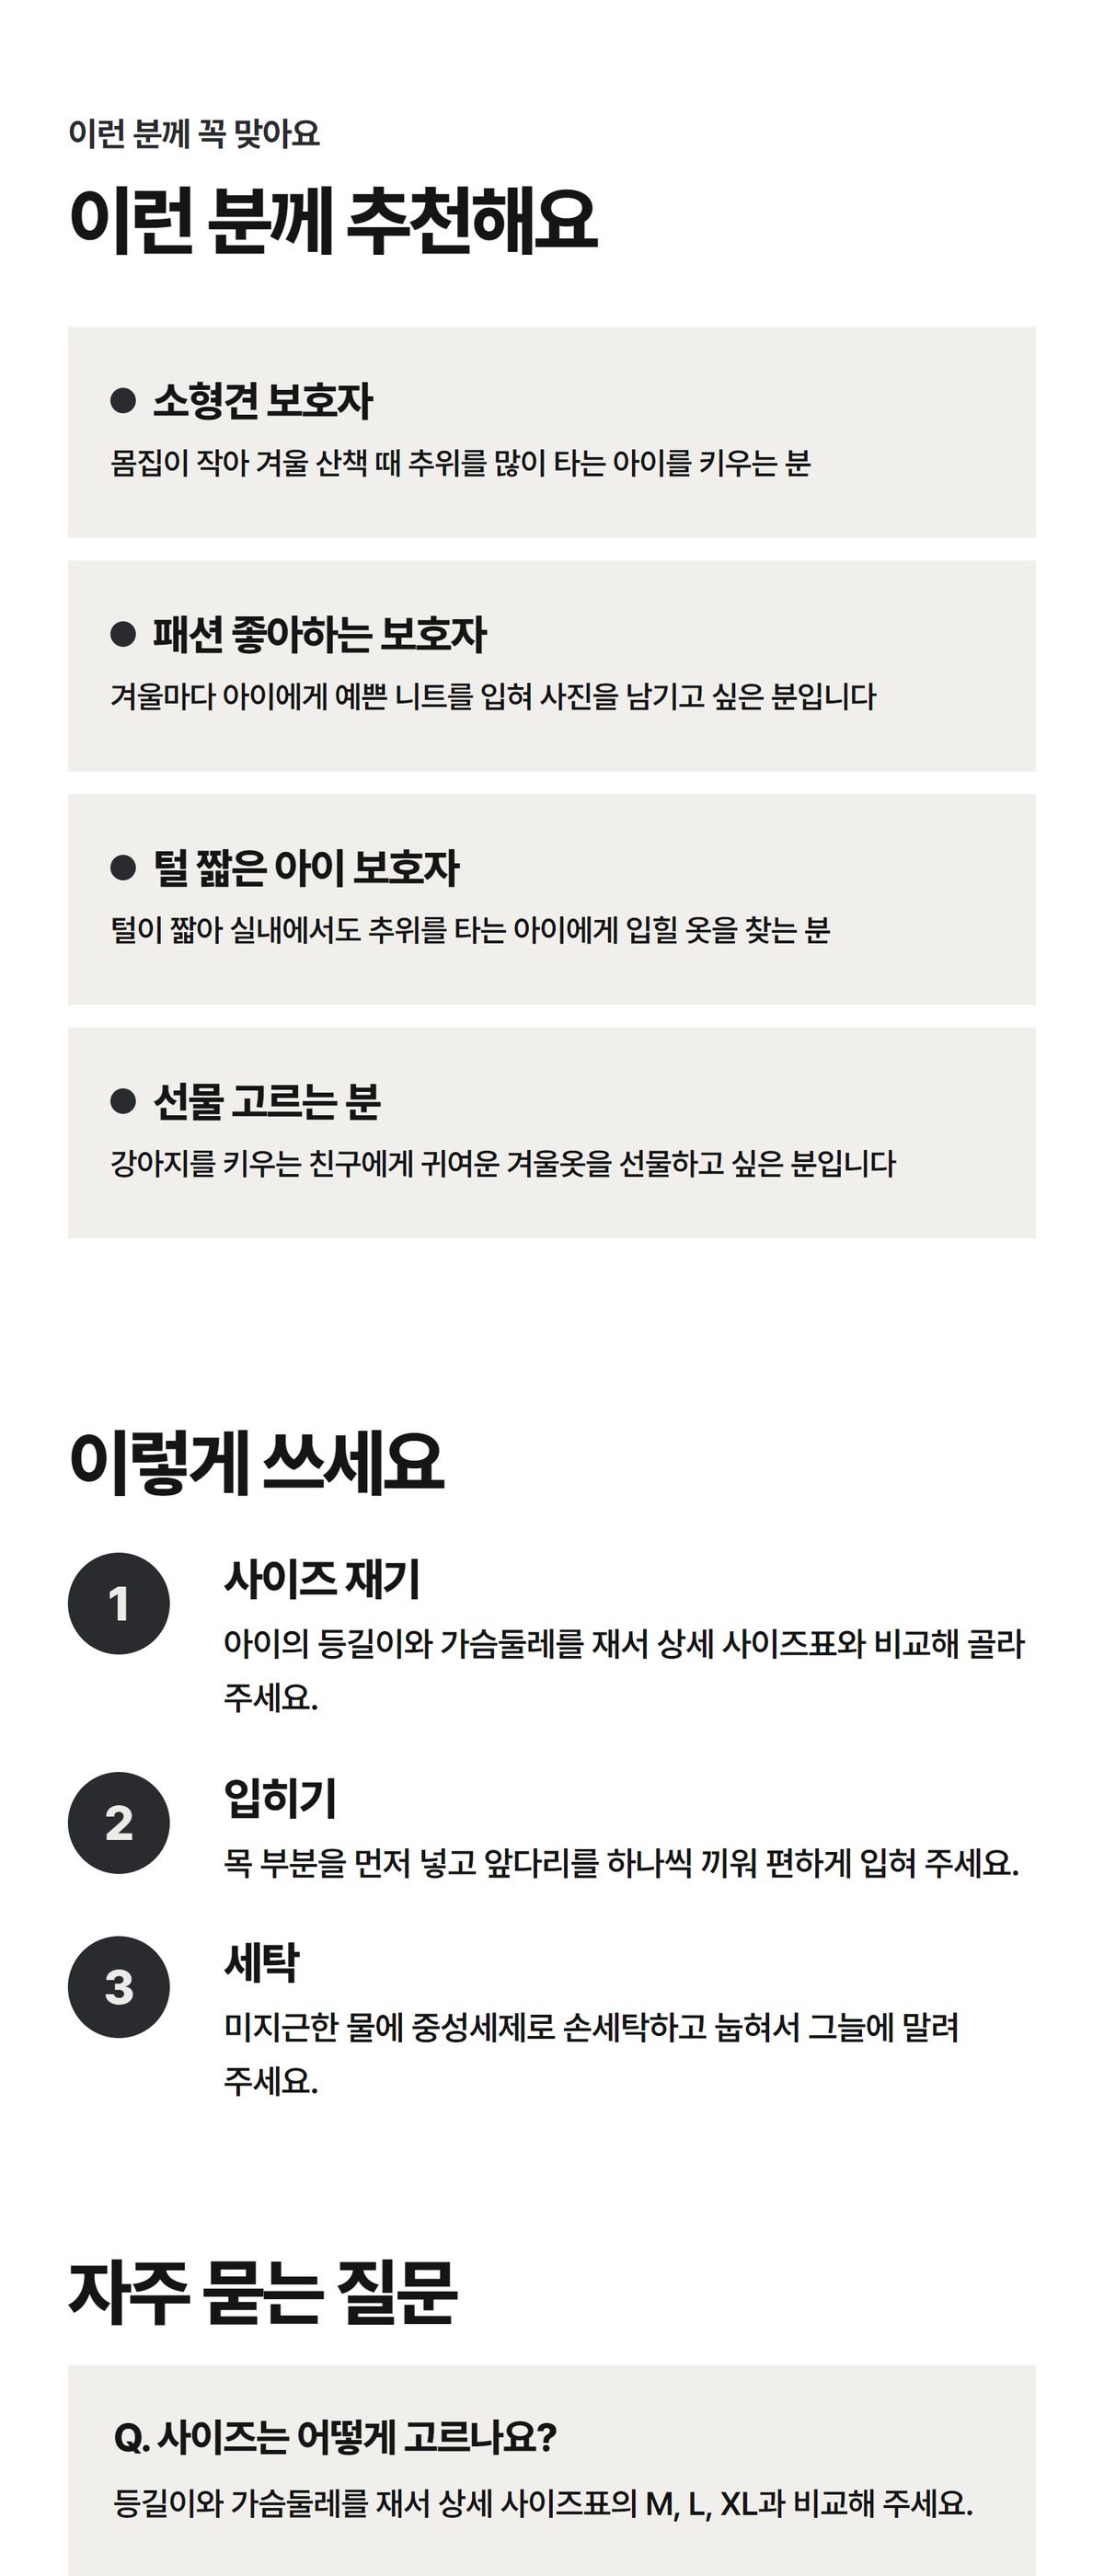 이런 분께 꼭 맞아요
이런 분께 추천해요
소형견 보호자
몸집이 작아 겨울 산책 때 추위를 많이 타는 아이를 키우는 분
패션 좋아하는 보호자
겨울마다 아이에게 예쁜 니트를 입혀 사진을 남기고 싶은 분입니다
털 짧은 아이 보호자
털이 짧아 실내에서도 추위를 타는 아이에게 입힐 옷을 찾는 분
선물 고르는 분
강아지를 키우는 친구에게 귀여운 겨울옷을 선물하고 싶은 분입니다
이렇게 쓰세요
1
사이즈 재기
아이의 등길이와 가슴둘레를 재서 상세 사이즈표와 비교해 골라
주세요.
2
입히기
목 부분을 먼저 넣고 앞다리를 하나씩 끼워 편하게 입혀 주세요.
3
세탁
미지근한 물에 중성세제로 손세탁하고 눕혀서 그늘에 말려
주세요.
자주 묻는 질문
Q. 사이즈는 어떻게 고르나요?
등길이와 가슴둘레를 재서 상세 사이즈표의 M, L, XL과 비교해 주세요.